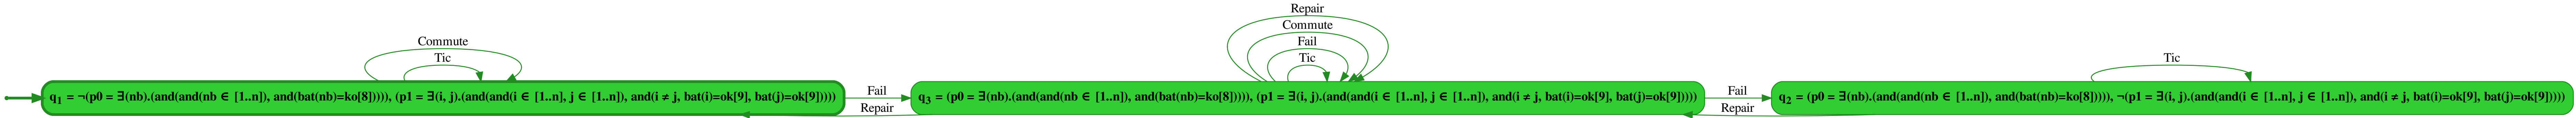 Repair
Commute
Commute
Fail
Tic
Tic
Tic
q1 = ¬(p0 = ∃(nb).(and(and(nb ∈ [1..n]), and(bat(nb)=ko[8])))), (p1 = ∃(i, j).(and(and(i ∈ [1..n], j ∈ [1..n]), and(i ≠ j, bat(i)=ok[9], bat(j)=ok[9]))))
Fail
q3 = (p0 = ∃(nb).(and(and(nb ∈ [1..n]), and(bat(nb)=ko[8])))), (p1 = ∃(i, j).(and(and(i ∈ [1..n], j ∈ [1..n]), and(i ≠ j, bat(i)=ok[9], bat(j)=ok[9]))))
Fail
q2 = (p0 = ∃(nb).(and(and(nb ∈ [1..n]), and(bat(nb)=ko[8])))), ¬(p1 = ∃(i, j).(and(and(i ∈ [1..n], j ∈ [1..n]), and(i ≠ j, bat(i)=ok[9], bat(j)=ok[9]))))
Repair
Repair